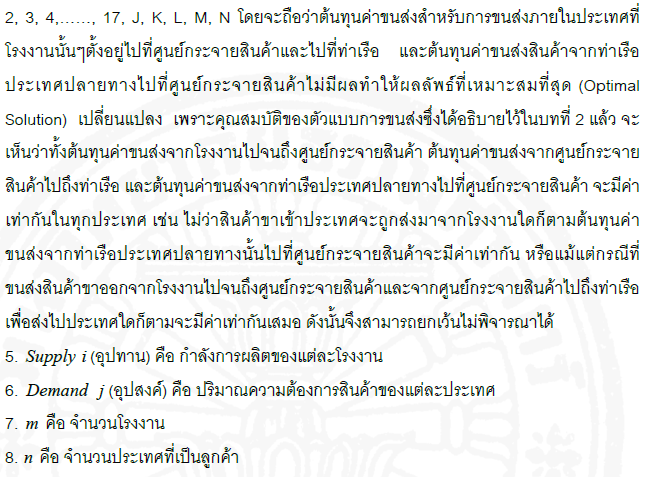 2, 3, 4,……, 17, J, K, L, M, N โดยจะถือว่าต้นทุนค่าขนส่งสำหรับการขนส่งภายในประเทศที่
โรงงานนั้นๆตั้งอยู่ไปที่ศูนย์กระจายสินค้าและไปที่ท่าเรือ และต้นทุนค่าขนส่งสินค้าจากท่าเรือ
ประเทศปลายทางไปที่ศูนย์กระจายสินค้าไม่มีผลทำให้ผลลัพธ์ที่เหมาะสมที่สุด (Optimal
Solution) เปลี่ยนแปลง เพราะคุณสมบัติของตัวแบบการขนส่งซึ่งได้อธิบายไว้ในบทที่ 2 แล้ว จะ
เห็นว่าทั้งต้นทุนค่าขนส่งจากโรงงานไปจนถึงศูนย์กระจายสินค้า ต้นทุนค่าขนส่งจากศูนย์กระจาย
สินค้าไปถึงท่าเรือ และต้นทุนค่าขนส่งจากท่าเรือประเทศปลายทางไปที่ศูนย์กระจายสินค้า จะมีค่า
เท่ากันในทุกประเทศ เช่น ไม่ว่าสินค้าขาเข้าประเทศจะถูกส่งมาจากโรงงานใดก็ตามต้นทุนค่า
ขนส่งจากท่าเรือประเทศปลายทางนั้นไปที่ศูนย์กระจายสินค้าจะมีค่าเท่ากัน หรือแม้แต่กรณีที่
ขนส่งสินค้าขาออกจากโรงงานไปจนถึงศูนย์กระจายสินค้าและจากศูนย์กระจายสินค้าไปถึงท่าเรือ
เพื่อส่งไปประเทศใดก็ตามจะมีค่าเท่ากันเสมอ ดังนั้นจึงสามารถยกเว้นไม่พิจารณาได้
5. Supply i (อุปทาน) คือ กำลังการผลิตของแต่ละโรงงาน
6. Demand j (อุปสงค์) คือ ปริมาณความต้องการสินค้าของแต่ละประเทศ
7. m คือ จำนวนโรงงาน
8. n คือ จำนวนประเทศที่เป็นลูกค้า